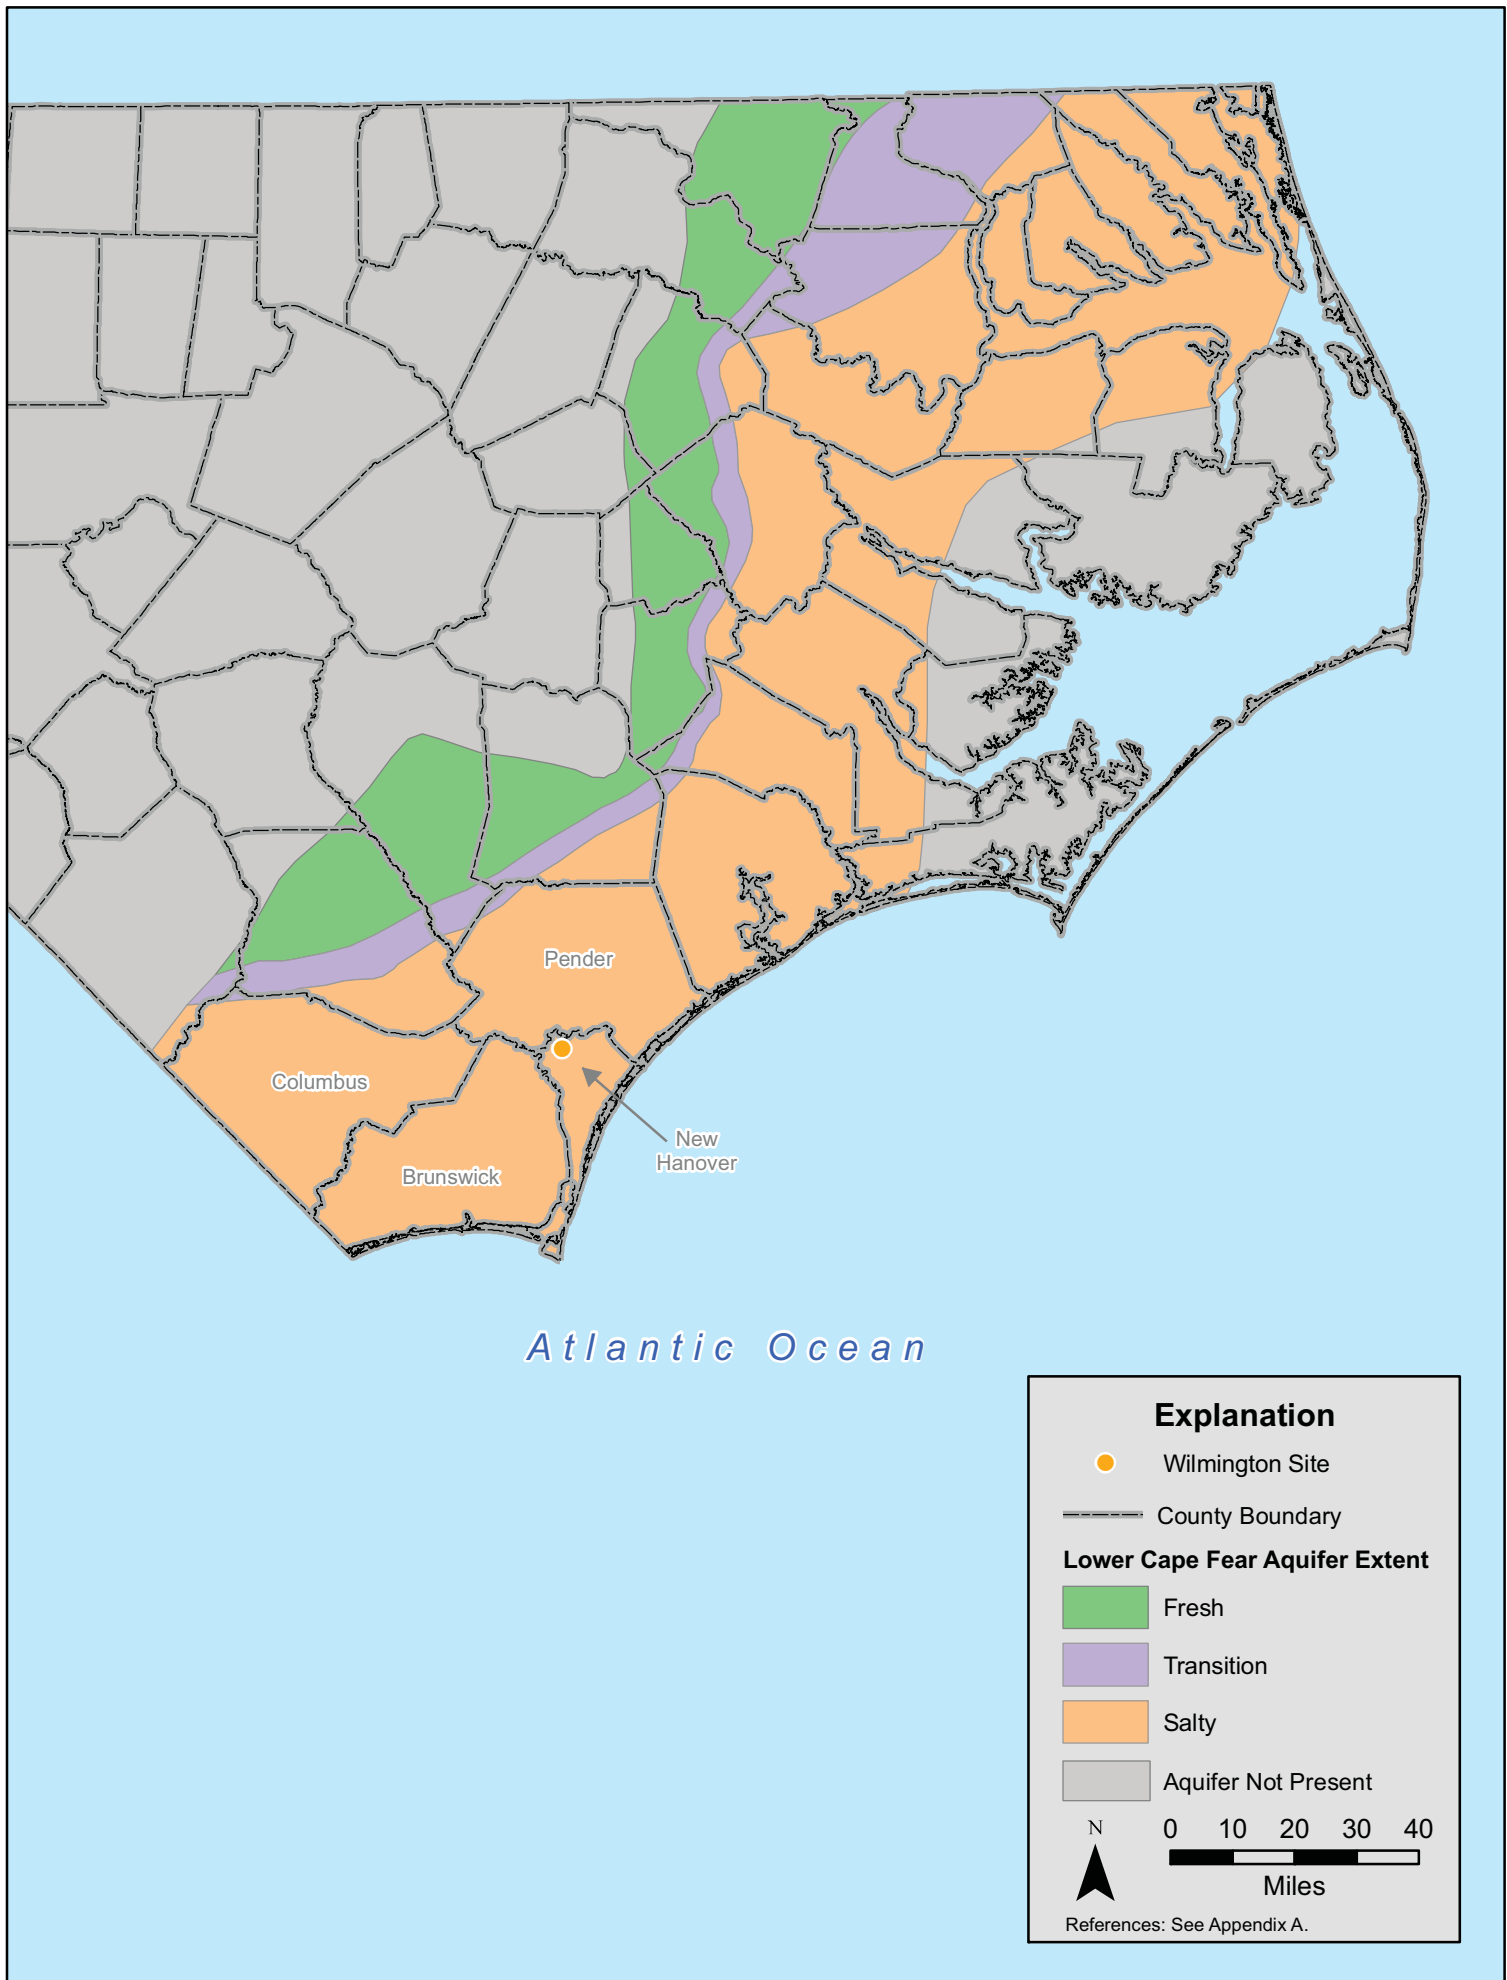 Pender
Columbus
New
Hanover
Brunswick
Atlantic Ocean
Explanation
Wilmington Site
County Boundary
Lower Cape Fear Aquifer Extent
Fresh
Transition
Salty
Aquifer Not Present
N
0 10 20 30 40
Miles
References: See Appendix A.